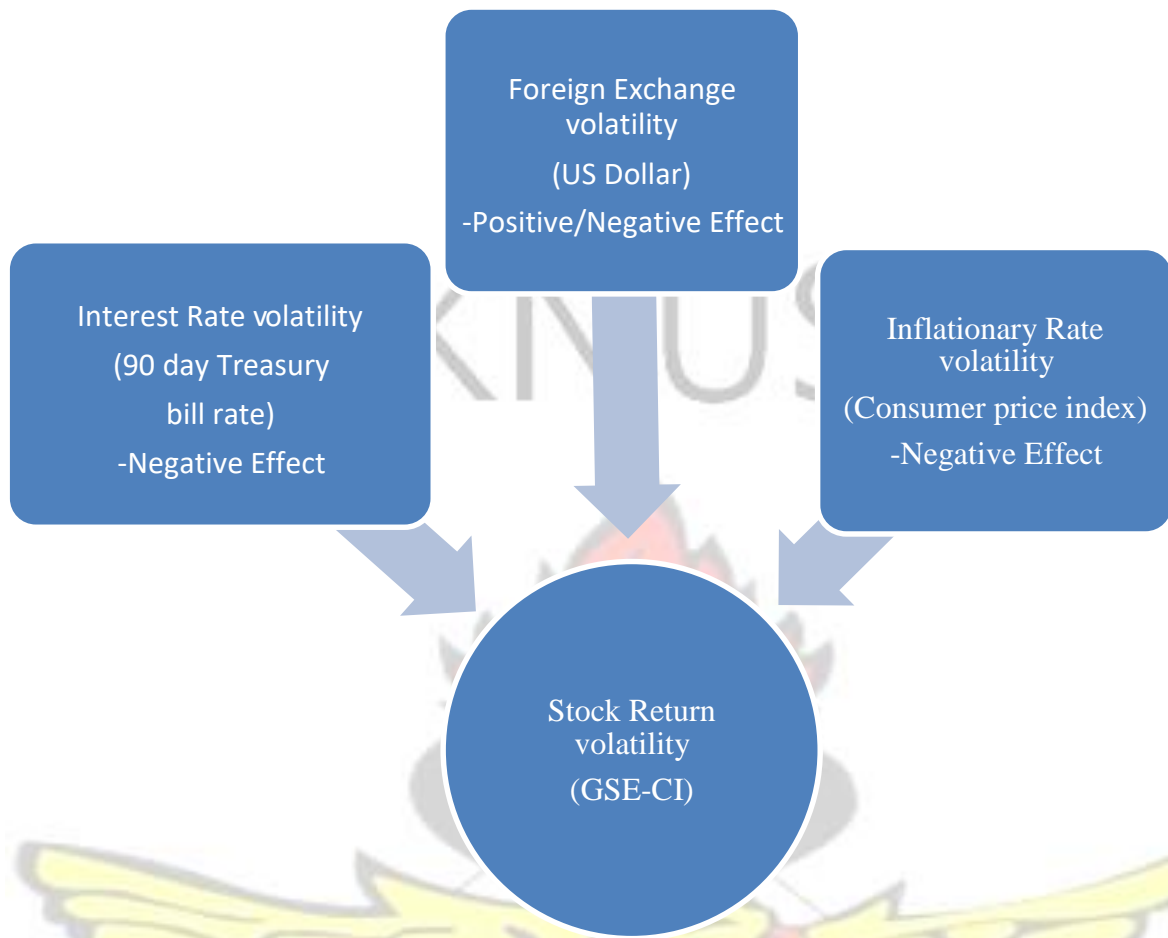 Foreign Exchange
volatility
(US Dollar)
-Positive/Negative Effect
Interest Rate volatility
(90 day Treasury
bill rate)
-Negative Effect
Inflationary Rate
volatility
(Consumer price index)
-Negative Effect
KNUS
Stock Return
volatility
(GSE-CI)